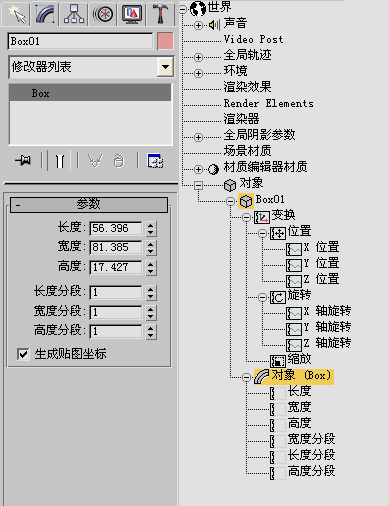 Box01
修改器列表
Box
参数
长度: 56.396
宽度: 81.385
高度: 17.427
长度分段: 1
宽度分段: 1
高度分段: 1
生成贴图坐标
世界
声音
Video Post
全局轨迹
环境
渲染效果
Render Elements
渲染器
全局阴影参数
场景材质
材质编辑器材质
对象
Box01
变换
位置
X 位置
Y 位置
Z 位置
旋转
X 轴旋转
Y 轴旋转
Z 轴旋转
缩放
对象 (Box)
长度
宽度
高度
宽度分段
长度分段
高度分段